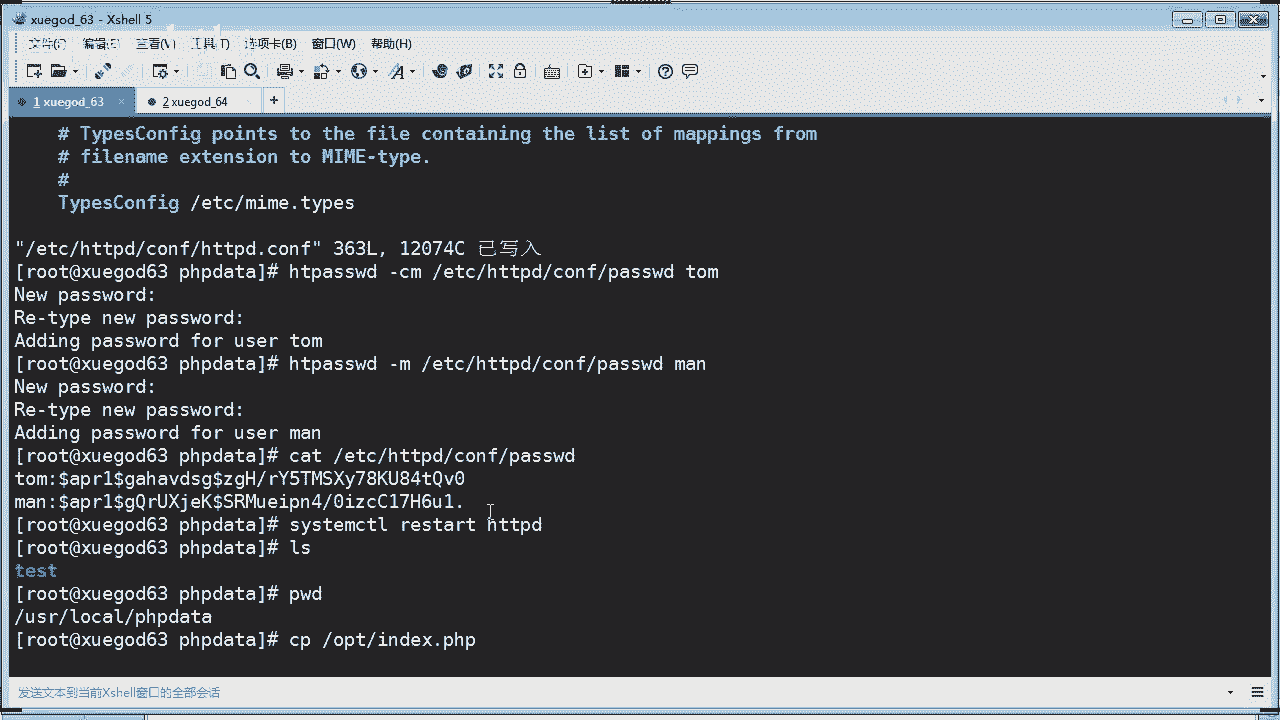 xuegod_63 - Xshell 5
查看(V) 工具(T) 选项卡(B) 窗口(W) 帮助(H)
1 xuegod_63 × 2 xuegod_64 +
# TypesConfig points to the file containing the list of mappings from
# filename extension to MIME-type.
#
TypesConfig /etc/mime.types
"/etc/httpd/conf/httpd.conf" 363L, 12074C 已写入
[root@xuegod63 phpdata]# htpasswd -cm /etc/httpd/conf/passwd tom
New password:
Re-type new password:
Adding password for user tom
[root@xuegod63 phpdata]# htpasswd -m /etc/httpd/conf/passwd man
New password:
Re-type new password:
Adding password for user man
[root@xuegod63 phpdata]# cat /etc/httpd/conf/passwd
tom:$apr1$gahavdsg$zgH/rY5TMSXy78KU84tQv0
man:$apr1$gQrUXjeK$SRMueipn4/0izcC17H6u1.
[root@xuegod63 phpdata]# systemctl restart httpd
[root@xuegod63 phpdata]# ls
test
[root@xuegod63 phpdata]# pwd
/usr/local/phpdata
[root@xuegod63 phpdata]# cp /opt/index.php
发送文本到当前Xshell窗口的全部会话